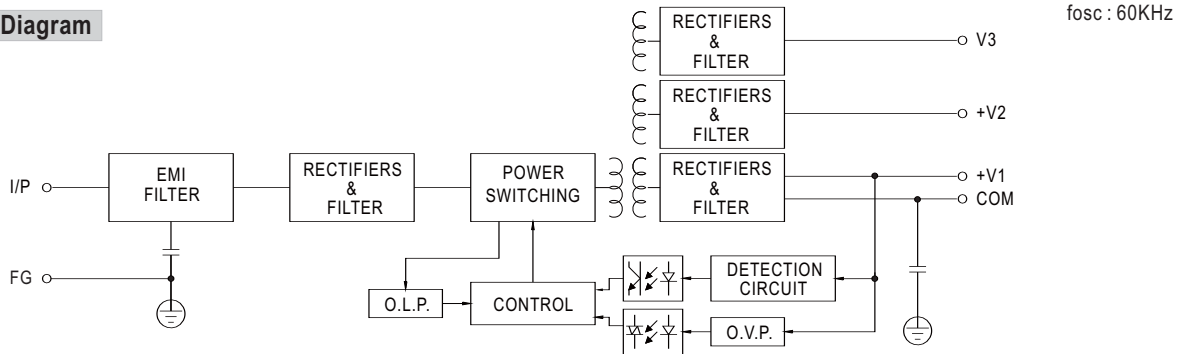 Diagram
fosc : 60KHz
RECTIFIERS
&
FILTER
V3
RECTIFIERS
&
FILTER
+V2
I/P
EMI
FILTER
RECTIFIERS
&
FILTER
POWER
SWITCHING
RECTIFIERS
&
FILTER
+V1
COM
FG
O.L.P.
CONTROL
DETECTION
CIRCUIT
O.V.P.